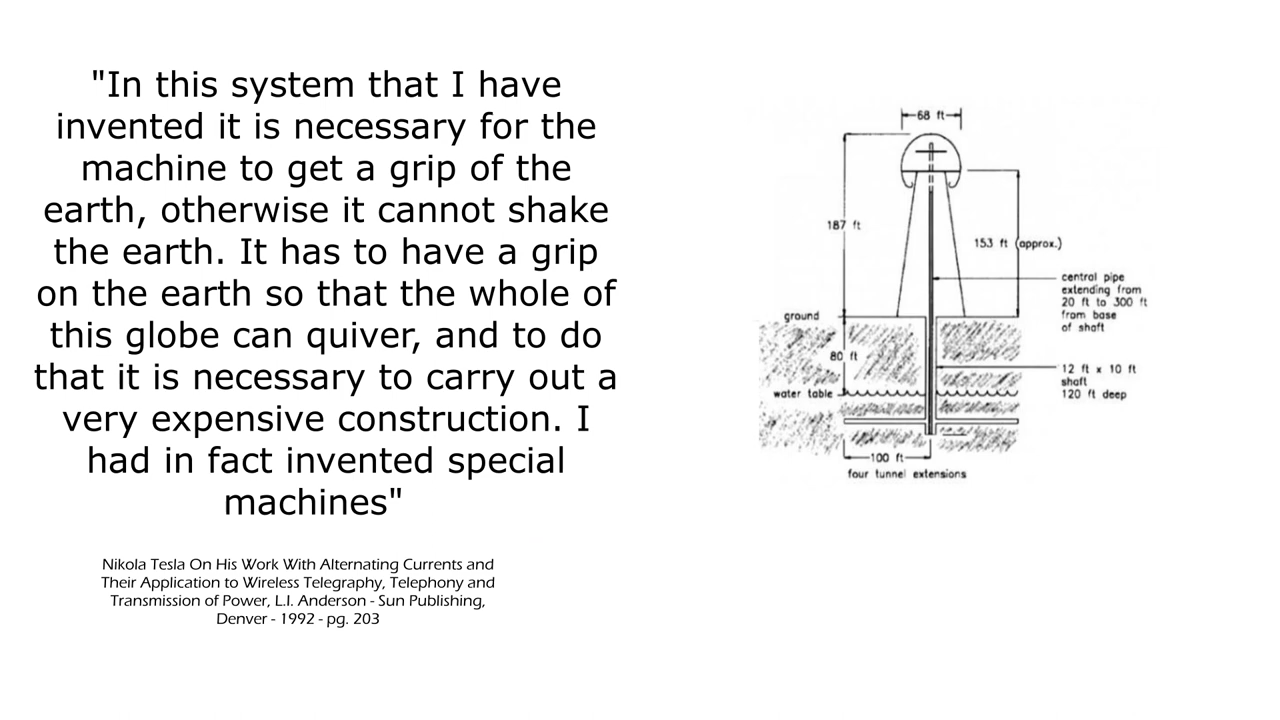 "In this system that I have
invented it is necessary for the
machine to get a grip of the
earth, otherwise it cannot shake
the earth. It has to have a grip
on the earth so that the whole of
this globe can quiver, and to do
that it is necessary to carry out a
very expensive construction. I
had in fact invented special
machines"
Nikola Tesla On His Work With Alternating Currents and
Their Application to Wireless Telegraphy, Telephony and
Transmission of Power, L.I. Anderson - Sun Publishing,
Denver - 1992 - pg. 203
68 ft
187 ft
153 ft (approx.)
central pipe
extending from
20 ft to 300 ft
from base
of shaft
ground
80 ft
12 ft x 10 ft
shaft
120 ft deep
water table
100 ft
four tunnel extensions